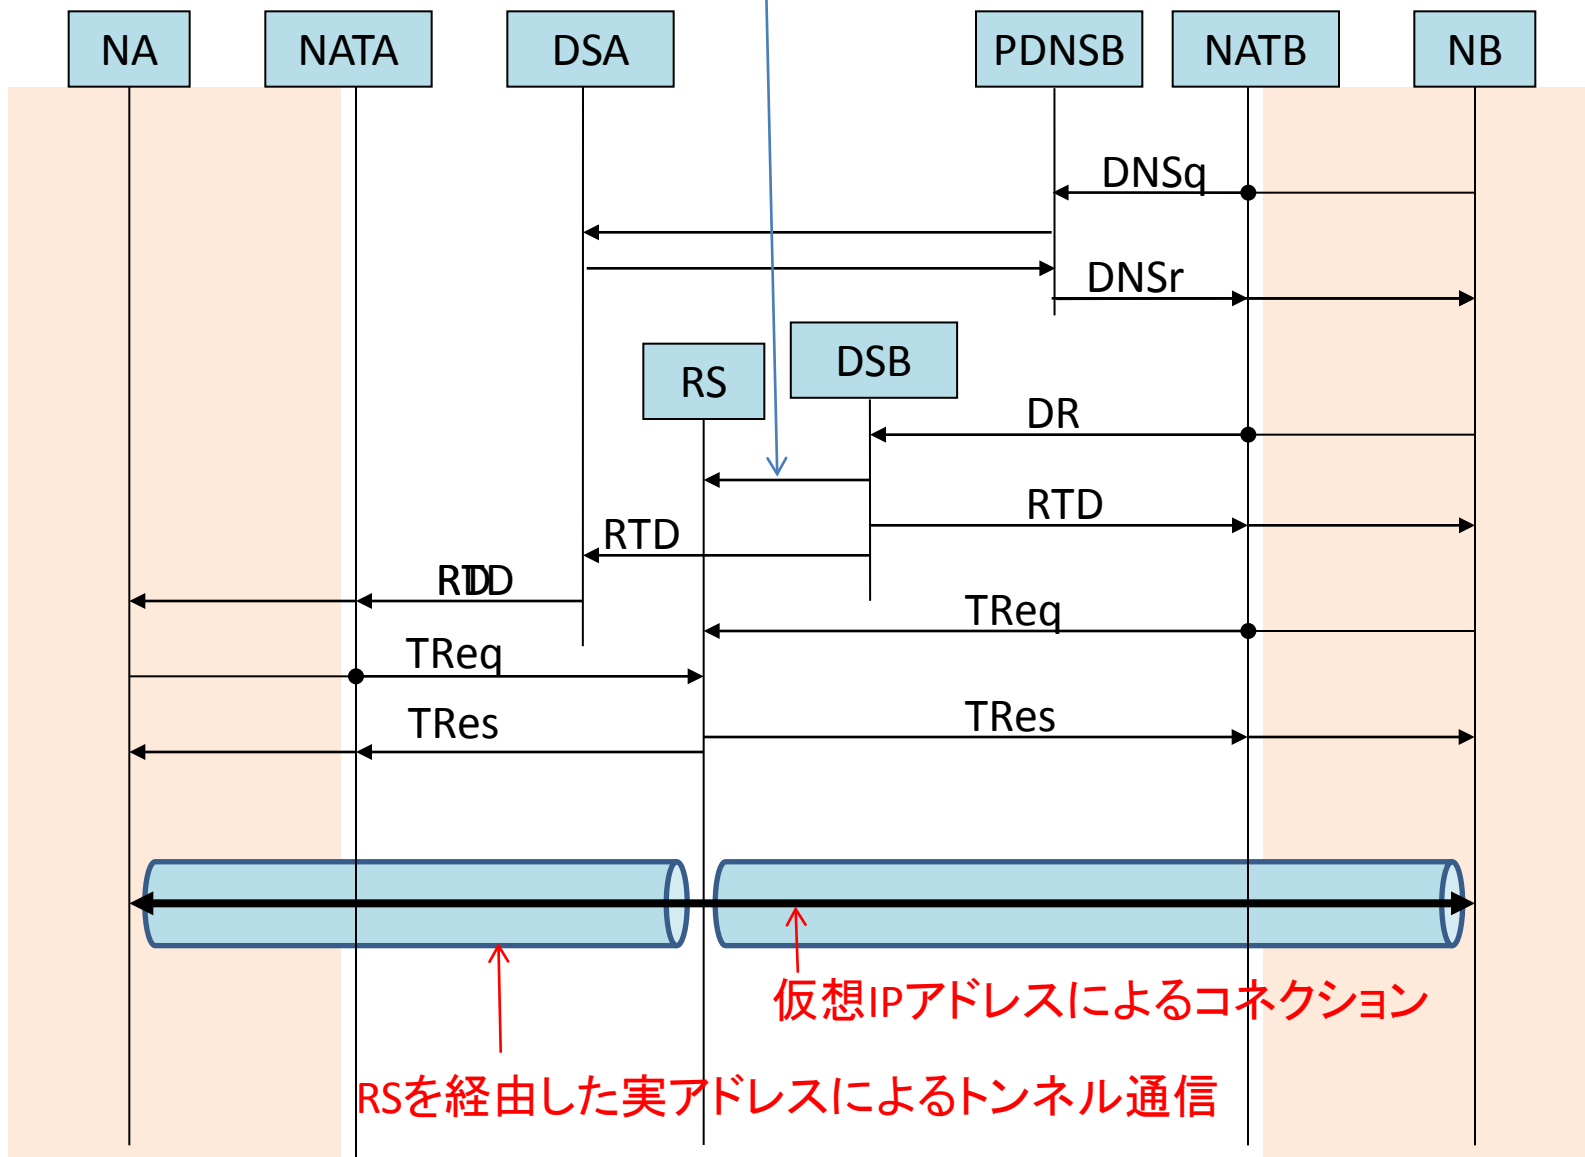 NA
NATA
DSA
PDNSB
NATB
NB
DNSq
DNSr
DSB
RS
DR
RTD
RTD
RTD
TReq
TReq
TRes
TRes
仮想IPアドレスによるコネクション
RSを経由した実アドレスによるトンネル通信